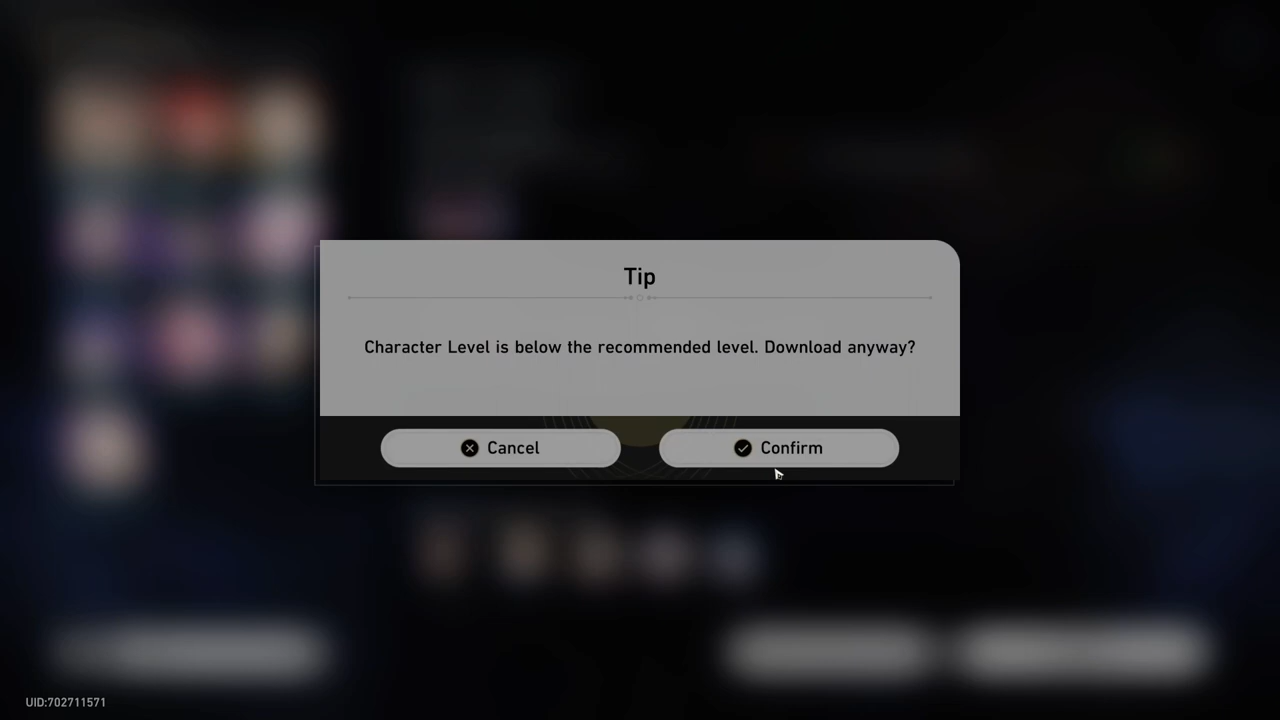 Tip
Character Level is below the recommended level. Download anyway?
Cancel
Confirm
UID:702711571